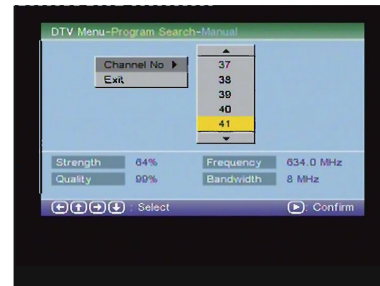 DTV Menu-Program Search-Manual
Channel No
Exit
37
38
39
40
41
Strength 64% Frequency 634.0 MHz
Quality 99% Bandwidth 8 MHz
: Select : Confirm